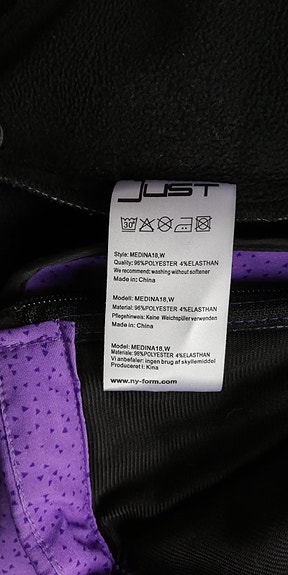 JUST
30°
Style: MEDINA18,W
Quality: 96%POLYESTER 4%ELASTHAN
We recommend: washing without softener
Made in: China
Modell: MEDINA18,W
Material: 96%POLYESTER 4%ELASTHAN
Pflegehinweis: Keine Weichspüler verwenden
Made in: China
Model: MEDINA18,W
Materiale: 96%POLYESTER 4%ELASTHAN
Vi anbefaler: ingen brug af skyllemiddol
Produceret i: Kina
www.ny-form.com